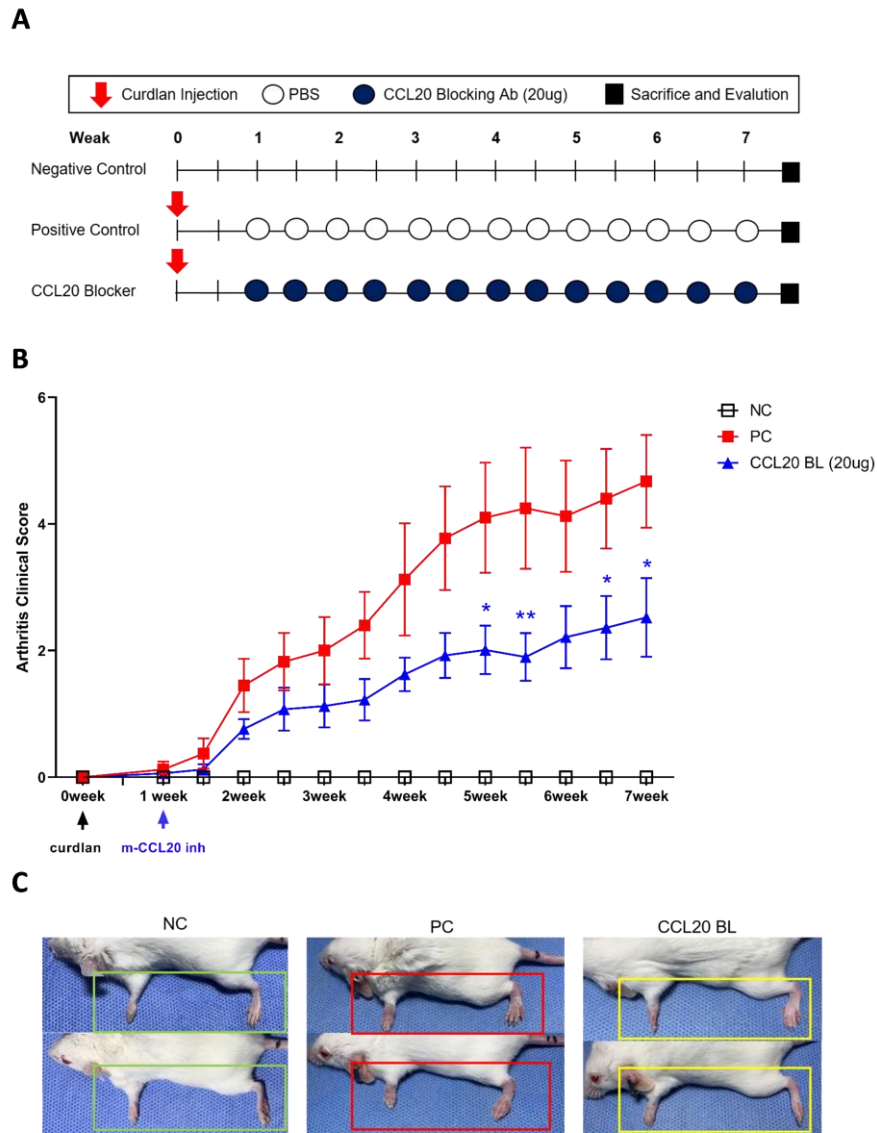 A
Curdlan Injection PBS CCL20 Blocking Ab (20ug) Sacrifice and Evalution
Weak 0 1 2 3 4 5 6 7
Negative Control
Positive Control
CCL20 Blocker
B
6
4
2
0
Arthritis Clinical Score
NC
PC
CCL20 BL (20ug)
* ** * *
0week 1 week 2week 3week 4week 5week 6week 7week
curdlan m-CCL20 inh
C
NC PC CCL20 BL